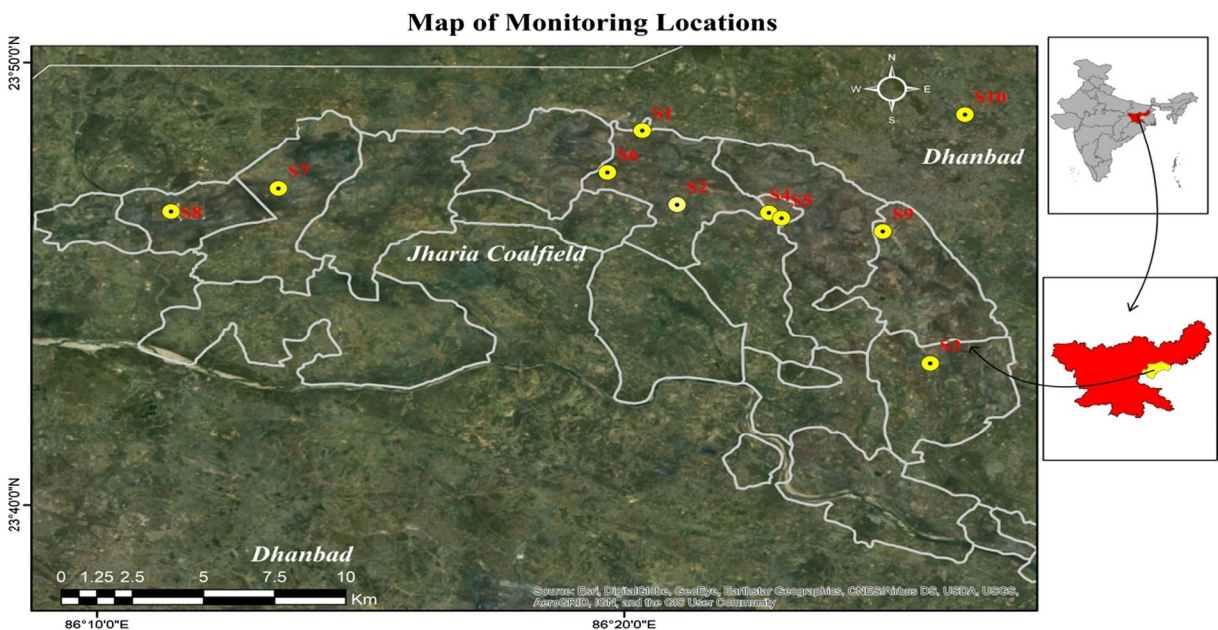 Map of Monitoring Locations
23°50'0"N
N
W
E
S
S10
S1
Dhanbad
S6
S7
S2
S8
S4
S5
S9
Jharia Coalfield
S3
23°40'0"N
Dhanbad
0 1.25 2.5 5 7.5 10
Km
Source: Esri, DigitalGlobe, GeoEye, Earthstar Geographics, CNES/Airbus DS, USDA, USGS,
AeroGRID, IGN, and the GIS User Community
86°10'0"E
86°20'0"E